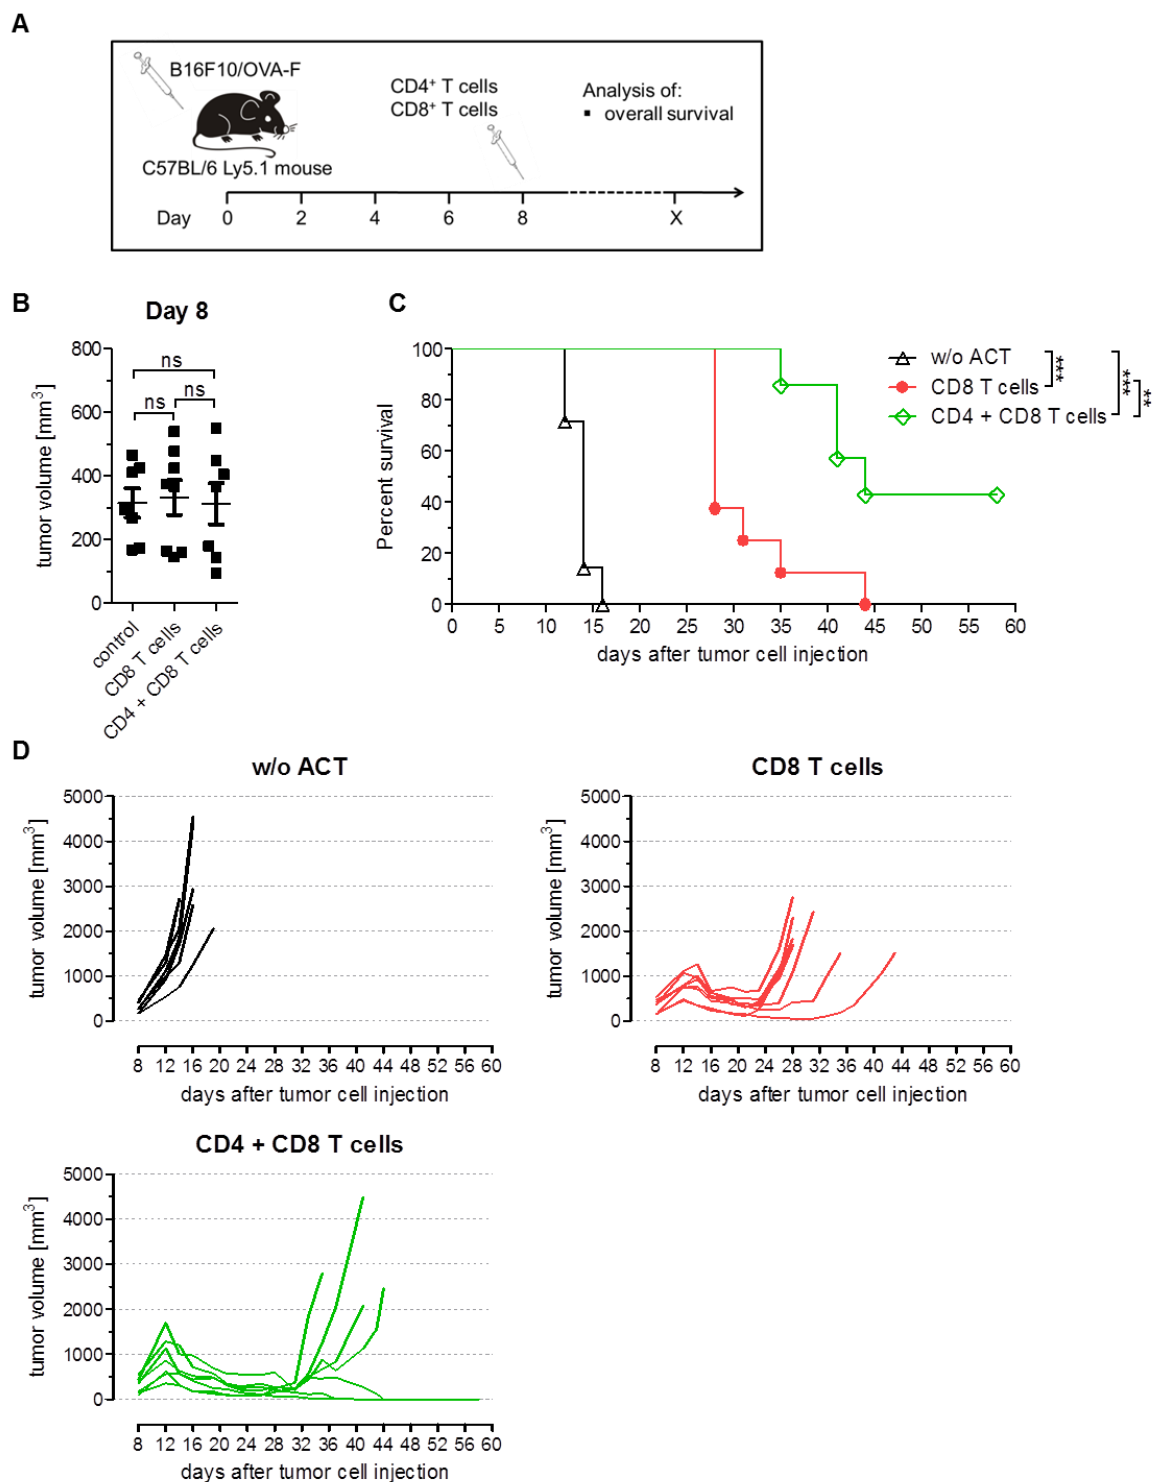 A
B16F10/OVA-F
CD4⁺ T cells
CD8⁺ T cells
Analysis of:
▪ overall survival
C57BL/6 Ly5.1 mouse
Day 0 2 4 6 8 X
B
Day 8
tumor volume [mm³]
800
600
400
200
0
ns
ns
ns
control
CD8 T cells
CD4 + CD8 T cells
C
Percent survival
100
80
60
40
20
0
0 5 10 15 20 25 30 35 40 45 50 55 60
days after tumor cell injection
w/o ACT
CD8 T cells
CD4 + CD8 T cells
***
***
**
D
w/o ACT
tumor volume [mm³]
5000
4000
3000
2000
1000
0
8 12 16 20 24 28 32 36 40 44 48 52 56 60
days after tumor cell injection
CD8 T cells
tumor volume [mm³]
5000
4000
3000
2000
1000
0
8 12 16 20 24 28 32 36 40 44 48 52 56 60
days after tumor cell injection
CD4 + CD8 T cells
tumor volume [mm³]
5000
4000
3000
2000
1000
0
8 12 16 20 24 28 32 36 40 44 48 52 56 60
days after tumor cell injection